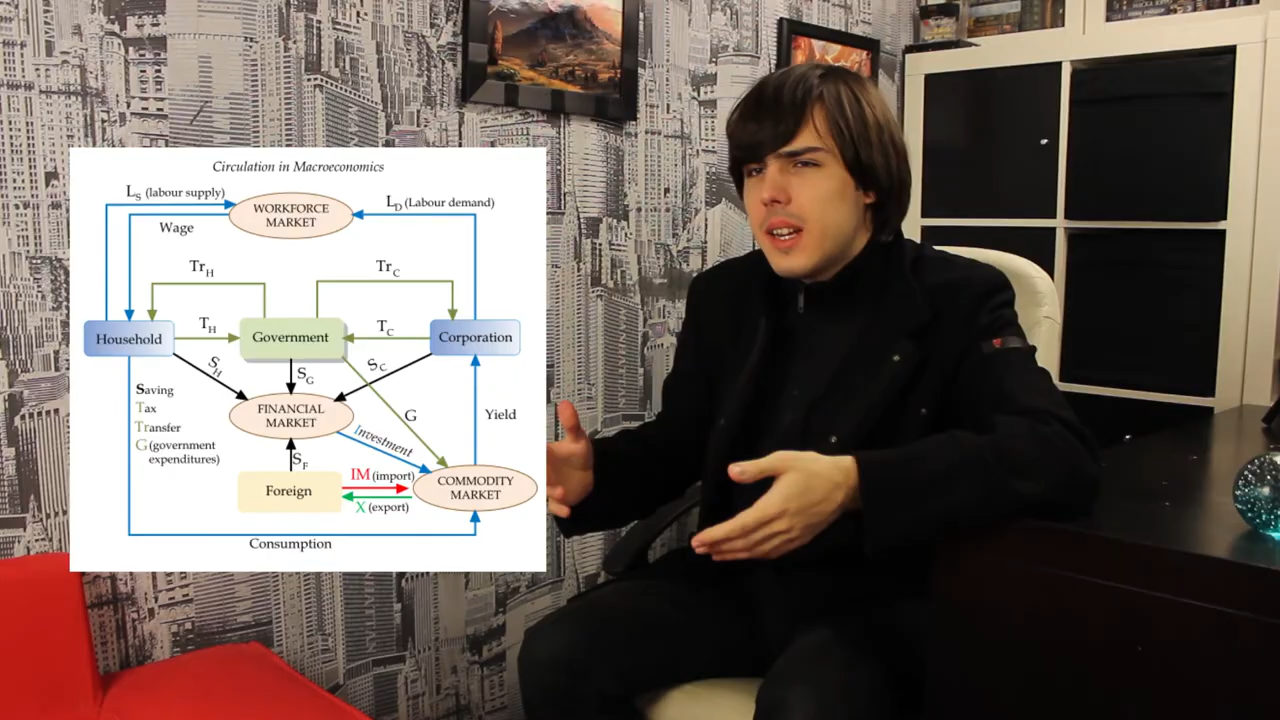 Circulation in Macroeconomics
LS (labour supply)
WORKFORCE
MARKET
LD (Labour demand)
Wage
TrH
TrC
Household
TH
Government
TC
Corporation
SH
SG
SC
Saving
Tax
Transfer
G (government
expenditures)
FINANCIAL
MARKET
G
Yield
Investment
SF
Foreign
IM (import)
X (export)
COMMODITY
MARKET
Consumption